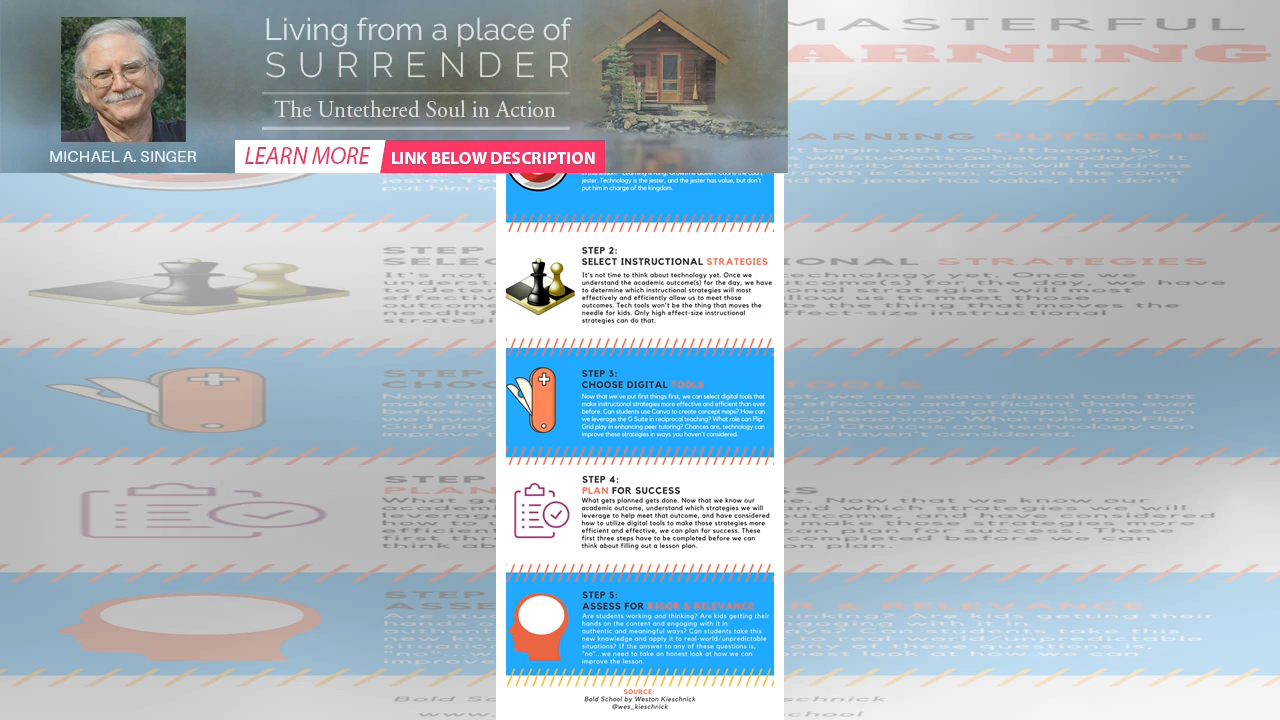 Living from a place of
SURRENDER
The Untethered Soul in Action
MICHAEL A. SINGER
LEARN MORE
LINK BELOW DESCRIPTION
MASTERFUL
jester. Technology is the jester, and the jester has value, but don't
put him in charge of the kingdom.
STEP 2:
SELECT INSTRUCTIONAL STRATEGIES
It's not time to think about technology yet. Once we
understand the academic outcome(s) for the day, we have
to determine which instructional strategies will most
effectively and efficiently allow us to meet those
outcomes. Tech tools won't be the thing that moves the
needle for kids. Only high effect-size instructional
strategies can do that.
STEP 3:
CHOOSE DIGITAL TOOLS
Now that we've put first things first, we can select digital tools that
make instructional strategies more effective and efficient than ever
before. Can students use Canva to create concept maps? How can
we leverage the G Suite in reciprocal teaching? What role can Flip
Grid play in enhancing peer tutoring? Chances are, technology can
improve these strategies in ways you haven't considered.
STEP 4:
PLAN FOR SUCCESS
What gets planned gets done. Now that we know our
academic outcome, understand which strategies we will
leverage to help meet that outcome, and have considered
how to utilize digital tools to make those strategies more
efficient and effective, we can plan for success. These
first three steps have to be completed before we can
think about filling out a lesson plan.
STEP 5:
ASSESS FOR RIGOR & RELEVANCE
Are students working and thinking? Are kids getting their
hands on the content and engaging with it in
authentic and meaningful ways? Can students take this
new knowledge and apply it to real-world/unpredictable
situations? If the answer to any of these questions is,
"no"...we need to take an honest look at how we can
improve the lesson.
SOURCE:
Bold School by Weston Kieschnick
@wes_kieschnick